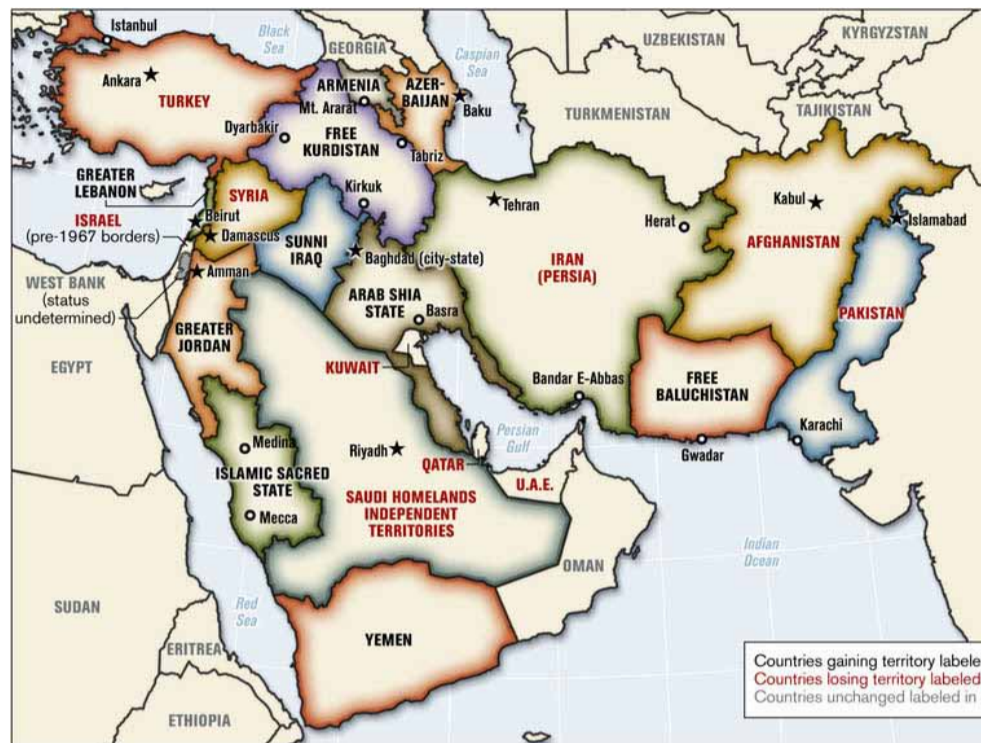 Istanbul
Black
Sea
GEORGIA
Caspian
Sea
UZBEKISTAN
KYRGYZSTAN
Ankara
TURKEY
ARMENIA
Mt. Ararat
AZER-
BAIJAN
Baku
TURKMENISTAN
TAJIKISTAN
Dyarbakir
FREE
KURDISTAN
Tabriz
GREATER
LEBANON
SYRIA
Kirkuk
Tehran
Herat
Kabul
Islamabad
ISRAEL
(pre-1967 borders)
Beirut
Damascus
SUNNI
IRAQ
Baghdad (city-state)
IRAN
(PERSIA)
AFGHANISTAN
WEST BANK
(status
undetermined)
Amman
ARAB SHIA
STATE
Basra
PAKISTAN
GREATER
JORDAN
EGYPT
KUWAIT
Bandar E-Abbas
FREE
BALUCHISTAN
Persian
Gulf
Karachi
Gwadar
Medina
Riyadh
QATAR
ISLAMIC SACRED
STATE
U.A.E.
Mecca
SAUDI HOMELANDS
INDEPENDENT
TERRITORIES
OMAN
Indian
Ocean
SUDAN
Red
Sea
YEMEN
ERITREA
ETHIOPIA
Countries gaining territory labele
Countries losing territory labeled
Countries unchanged labeled in